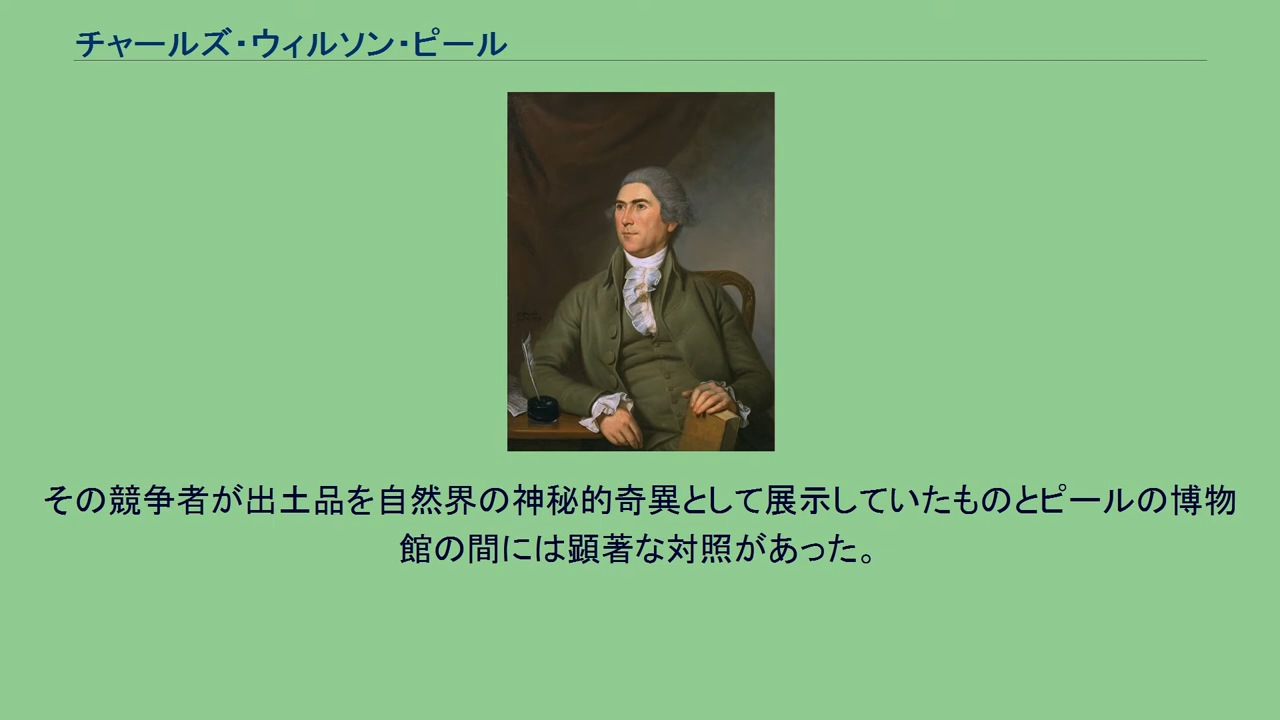 チャールズ・ウィルソン・ピール
その競争者が出土品を自然界の神秘的奇異として展示していたものとピールの博物
館の間には顕著な対照があった。